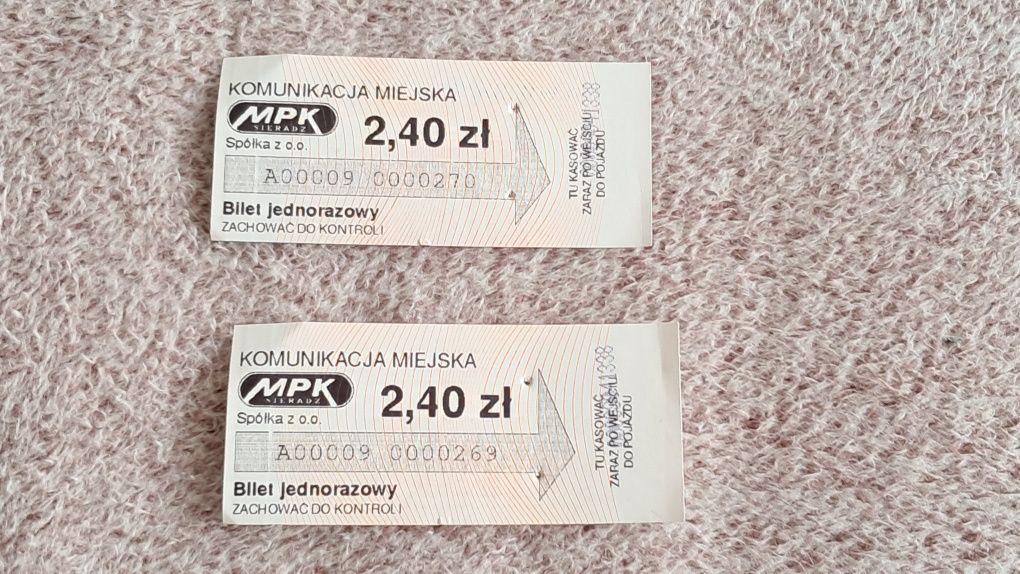 KOMUNIKACJA MIEJSKA
MPK
SIERADZ
2,40 zł
Spółka z o.o.
A00009 0000270
Bilet jednorazowy
ZACHOWAĆ DO KONTROLI
TU KASOWAĆ
ZARAZ PO WEJŚCIU
DO POJAZDU
KOMUNIKACJA MIEJSKA
MPK
SIERADZ
2,40 zł
Spółka z o.o.
A00009 0000269
Bilet jednorazowy
ZACHOWAĆ DO KONTROLI
TU KASOWAĆ
ZARAZ PO WEJŚCIU
DO POJAZDU